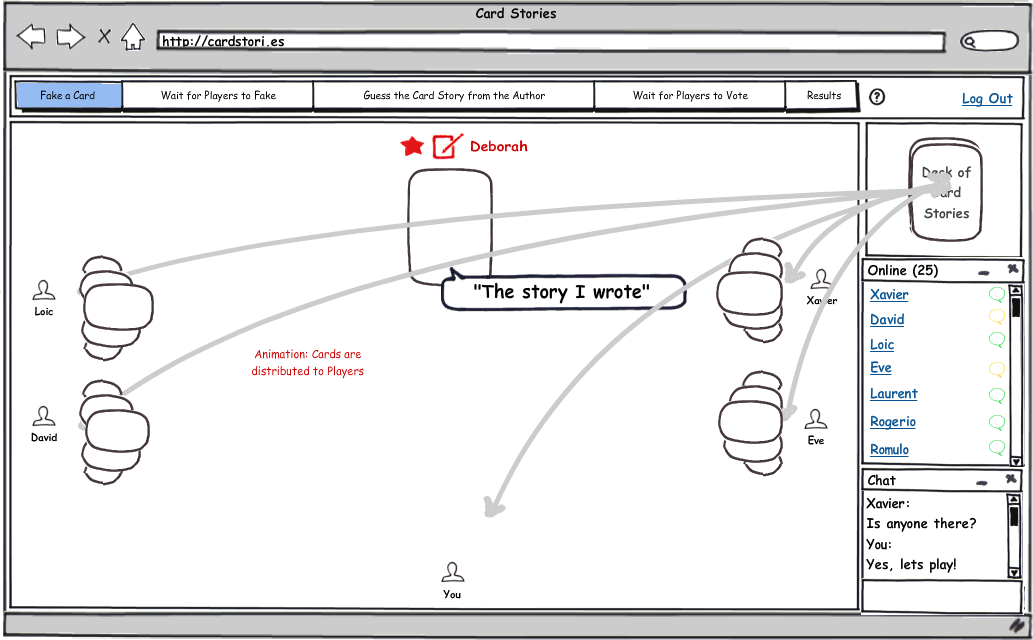 Card Stories
http://cardstori.es
Fake a Card
Wait for Players to Fake
Guess the Card Story from the Author
Wait for Players to Vote
Results
?
Log Out
Deborah
"The story I wrote"
Animation: Cards are
distributed to Players
Loic
David
Xavier
Eve
You
Deck of
Card
Stories
Online (25)
Xavier
David
Loic
Eve
Laurent
Rogerio
Romulo
Chat
Xavier:
Is anyone there?
You:
Yes, lets play!